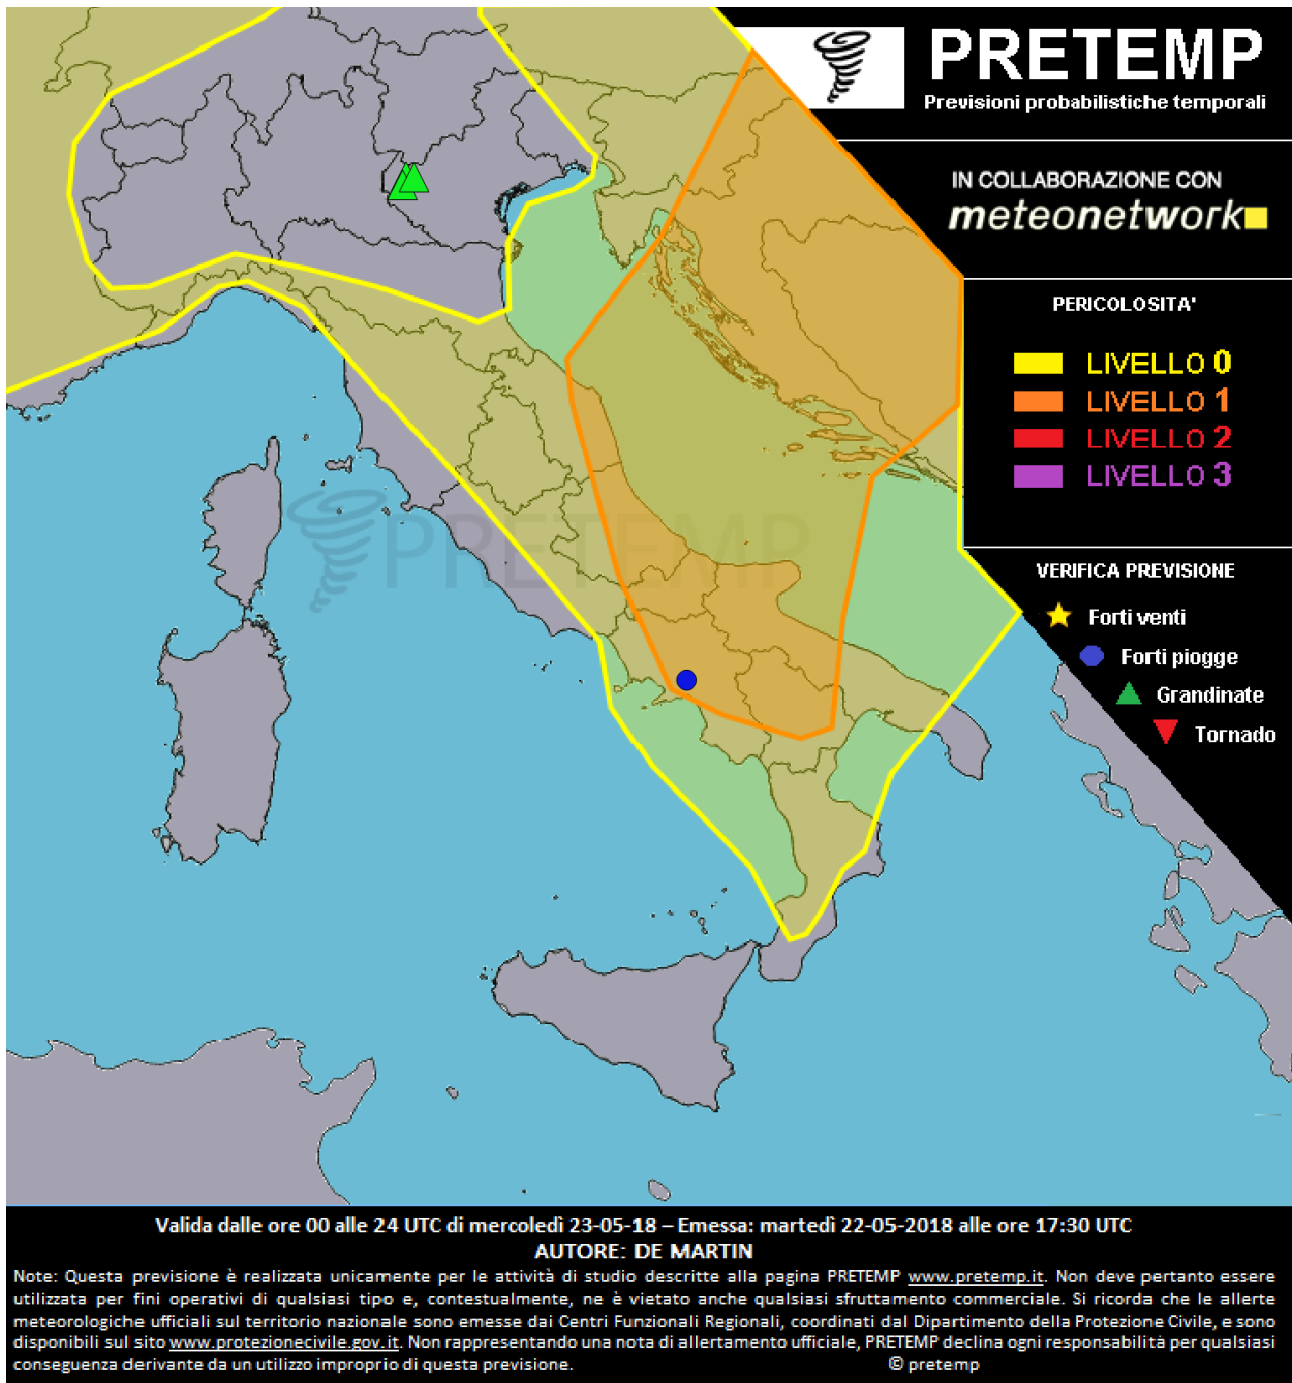 PRETEMP
Previsioni probabilistiche temporali
IN COLLABORAZIONE CON
meteonetwork
PERICOLOSITA'
LIVELLO 0
LIVELLO 1
LIVELLO 2
LIVELLO 3
VERIFICA PREVISIONE
Forti venti
Forti piogge
Grandinate
Tornado
PRETEMP
Valida dalle ore 00 alle 24 UTC di mercoledì 23-05-18 – Emessa: martedì 22-05-2018 alle ore 17:30 UTC
AUTORE: DE MARTIN
Note: Questa previsione è realizzata unicamente per le attività di studio descritte alla pagina PRETEMP www.pretemp.it. Non deve pertanto essere
utilizzata per fini operativi di qualsiasi tipo e, contestualmente, ne è vietato anche qualsiasi sfruttamento commerciale. Si ricorda che le allerte
meteorologiche ufficiali sul territorio nazionale sono emesse dai Centri Funzionali Regionali, coordinati dal Dipartimento della Protezione Civile, e sono
disponibili sul sito www.protezionecivile.gov.it. Non rappresentando una nota di allertamento ufficiale, PRETEMP declina ogni responsabilità per qualsiasi
conseguenza derivante da un utilizzo improprio di questa previsione. © pretemp